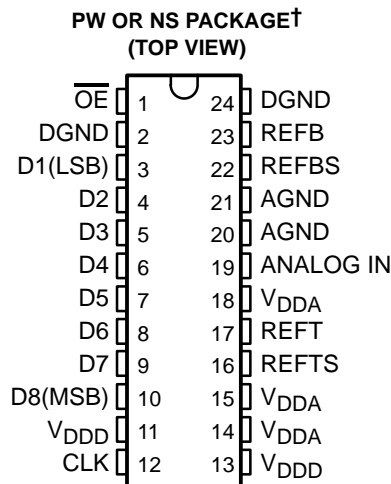 PW OR NS PACKAGE†
(TOP VIEW)
OE 1 24 DGND
DGND 2 23 REFB
D1(LSB) 3 22 REFBS
D2 4 21 AGND
D3 5 20 AGND
D4 6 19 ANALOG IN
D5 7 18 VDDA
D6 8 17 REFT
D7 9 16 REFTS
D8(MSB) 10 15 VDDA
VDDD 11 14 VDDA
CLK 12 13 VDDD